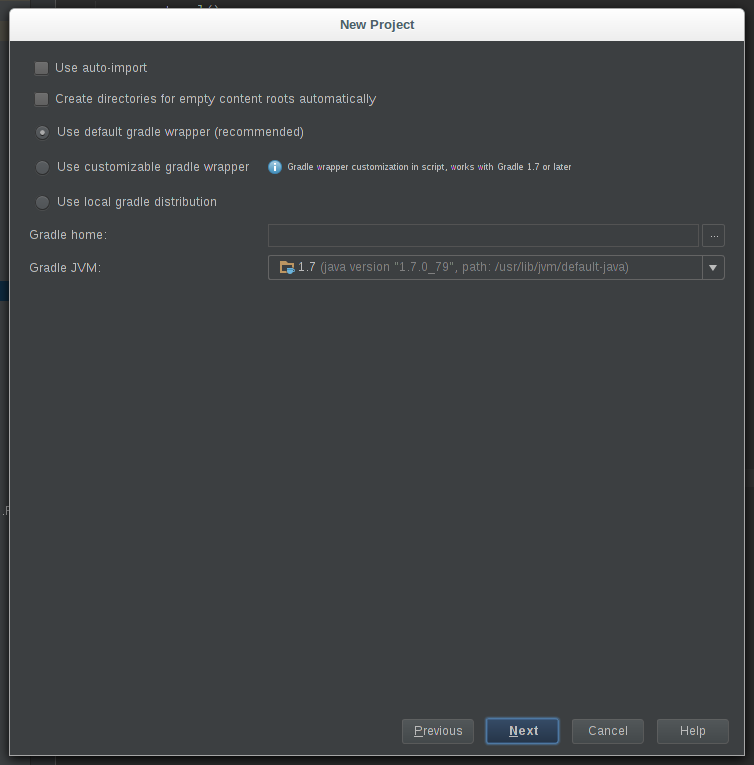 New Project
Use auto-import
Create directories for empty content roots automatically
Use default gradle wrapper (recommended)
Use customizable gradle wrapper Gradle wrapper customization in script, works with Gradle 1.7 or later
Use local gradle distribution
Gradle home: ...
Gradle JVM: 1.7 (java version "1.7.0_79", path: /usr/lib/jvm/default-java)
Previous Next Cancel Help